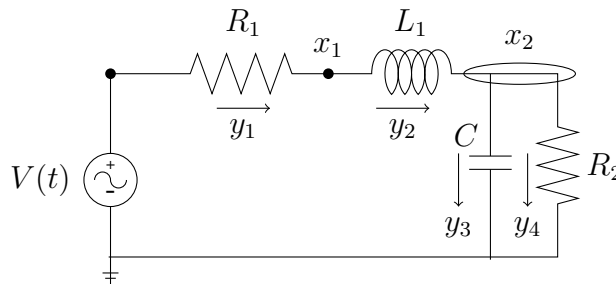 R₁
x₁
L₁
x₂
y₁
y₂
V(t)
+
-
C
R₂
y₃
y₄